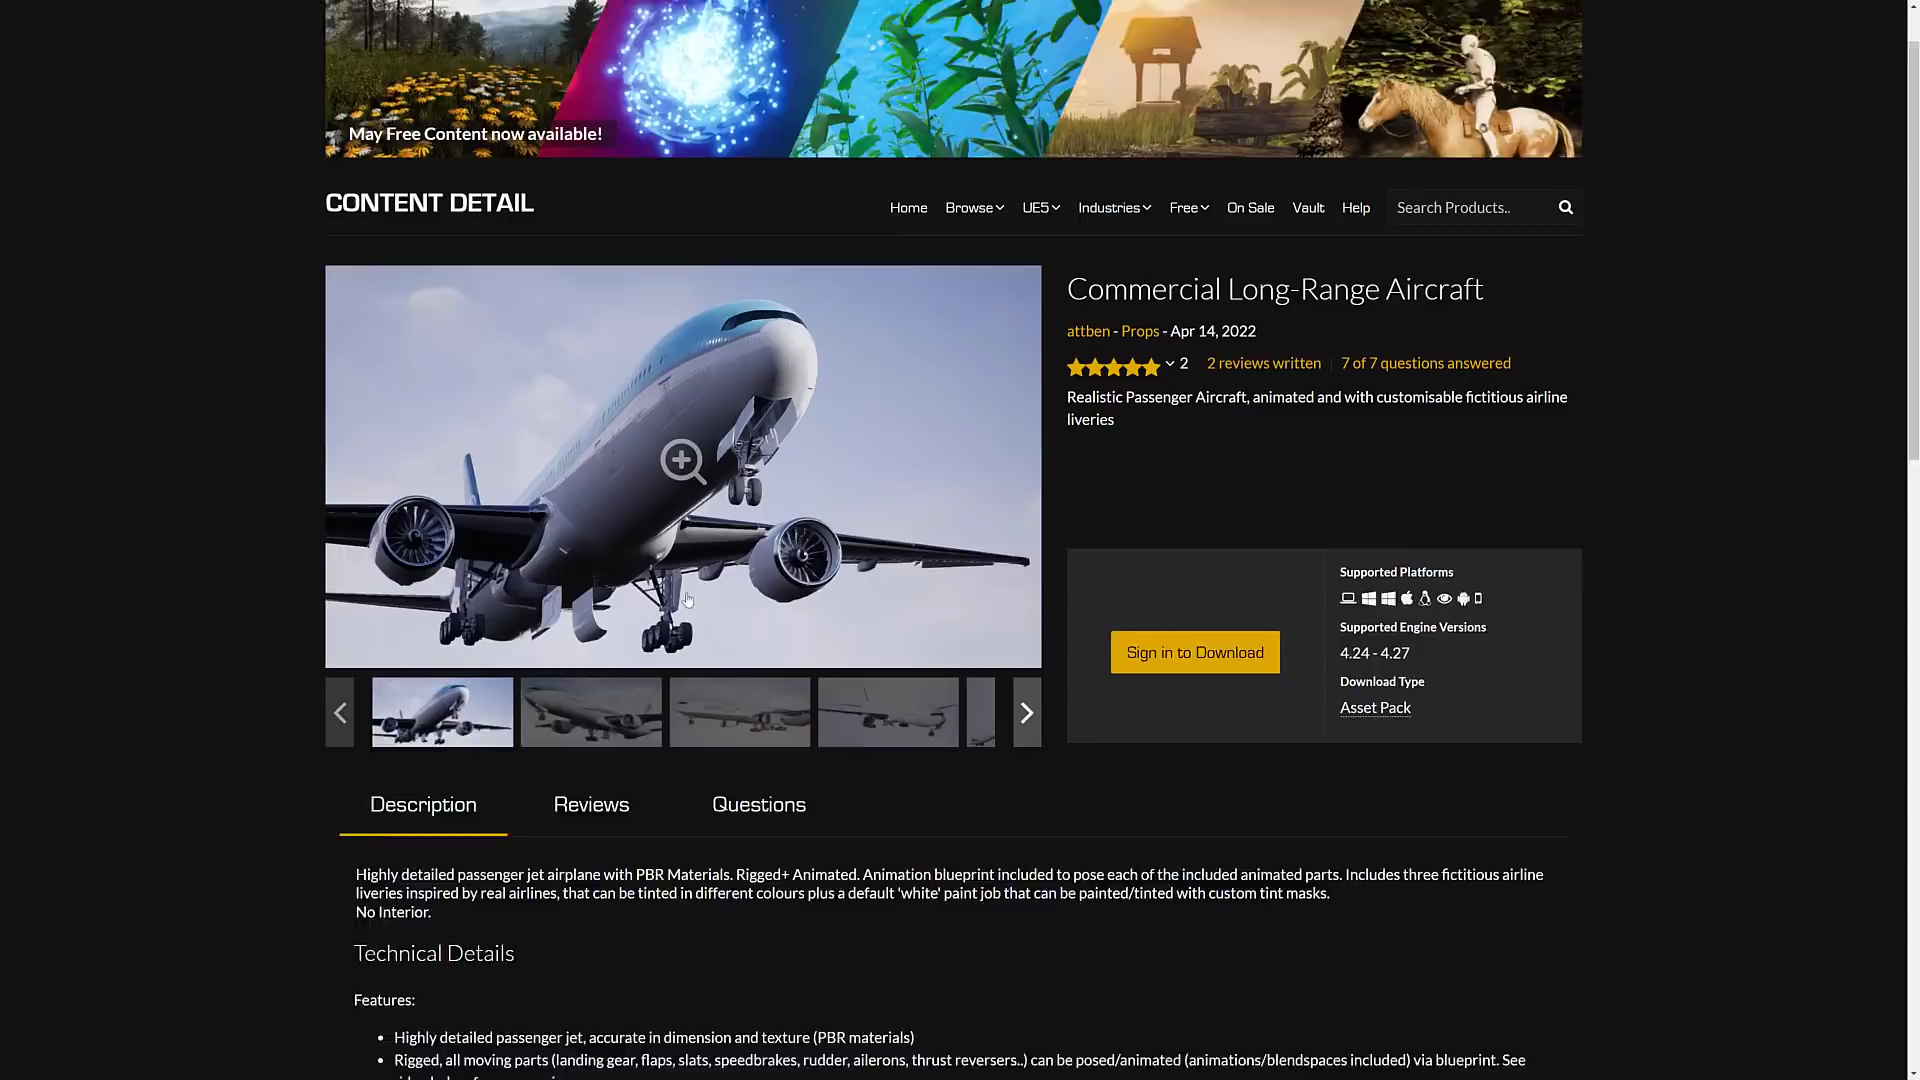 May Free Content now available!
CONTENT DETAIL
Home Browse UE5 Industries Free On Sale Vault Help Search Products..
Commercial Long-Range Aircraft
attben - Props - Apr 14, 2022
2 2 reviews written 7 of 7 questions answered
Realistic Passenger Aircraft, animated and with customisable fictitious airline
liveries
Supported Platforms
Supported Engine Versions
Sign in to Download
4.24 - 4.27
Download Type
Asset Pack
Description Reviews Questions
Highly detailed passenger jet airplane with PBR Materials. Rigged+ Animated. Animation blueprint included to pose each of the included animated parts. Includes three fictitious airline
liveries inspired by real airlines, that can be tinted in different colours plus a default 'white' paint job that can be painted/tinted with custom tint masks.
No Interior.
Technical Details
Features:
• Highly detailed passenger jet, accurate in dimension and texture (PBR materials)
• Rigged, all moving parts (landing gear, flaps, slats, speedbrakes, rudder, ailerons, thrust reversers..) can be posed/animated (animations/blendspaces included) via blueprint. See